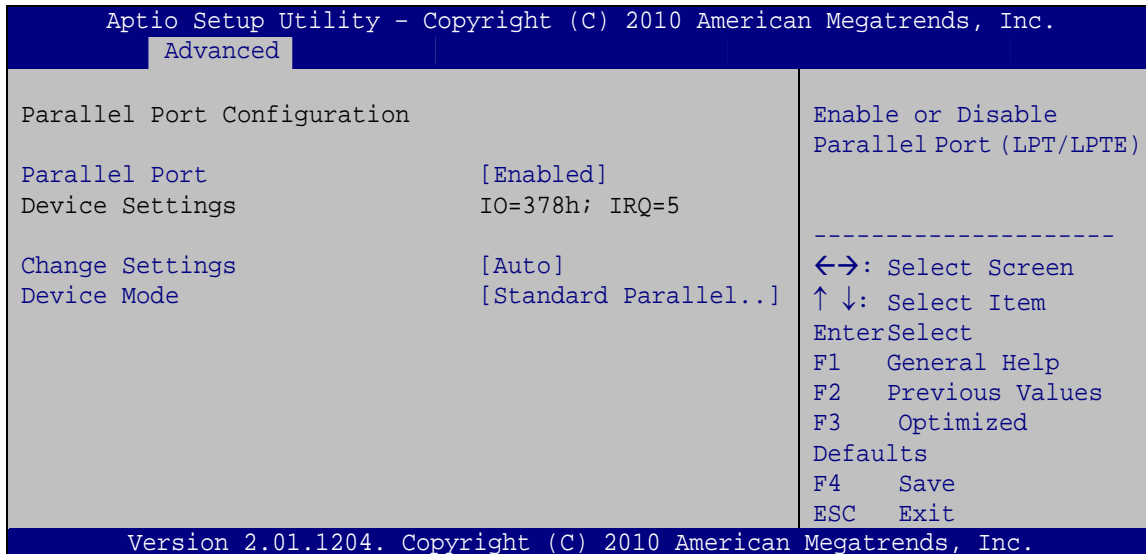 Aptio Setup Utility – Copyright (C) 2010 American Megatrends, Inc.
Advanced
Parallel Port Configuration
Parallel Port [Enabled]
Device Settings IO=378h; IRQ=5
Change Settings [Auto]
Device Mode [Standard Parallel..]
Enable or Disable
Parallel Port (LPT/LPTE)
---------------------
←→: Select Screen
↑ ↓: Select Item
EnterSelect
F1 General Help
F2 Previous Values
F3 Optimized
Defaults
F4 Save
ESC Exit
Version 2.01.1204. Copyright (C) 2010 American Megatrends, Inc.